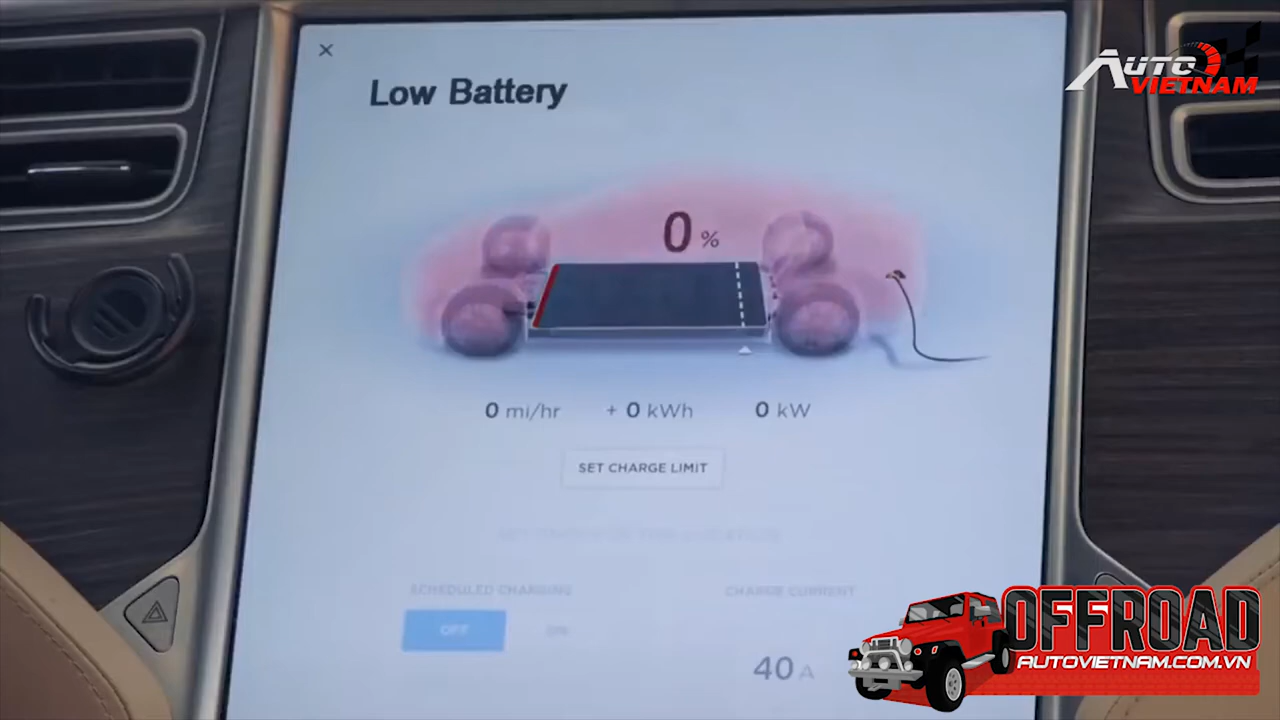 ×
Low Battery
AUTO
VIETNAM
0 %
0 mi/hr + 0 kWh 0 kW
SET CHARGE LIMIT
SCHEDULED CHARGING
CHARGE CURRENT
OFF ON
40 A
OFFROAD
AUTOVIETNAM.COM.VN